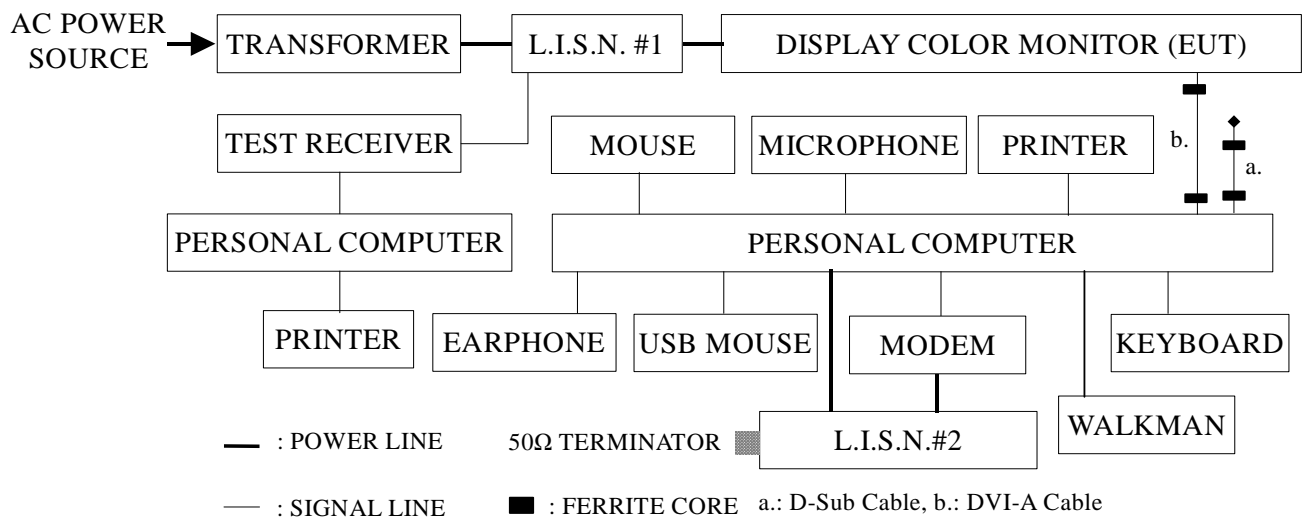 AC POWER
SOURCE
TRANSFORMER
L.I.S.N. #1
DISPLAY COLOR MONITOR (EUT)
TEST RECEIVER
MOUSE
MICROPHONE
PRINTER
b.
a.
PERSONAL COMPUTER
PERSONAL COMPUTER
PRINTER
EARPHONE
USB MOUSE
MODEM
KEYBOARD
WALKMAN
: POWER LINE
50Ω TERMINATOR
L.I.S.N.#2
: SIGNAL LINE
: FERRITE CORE
a.: D-Sub Cable, b.: DVI-A Cable